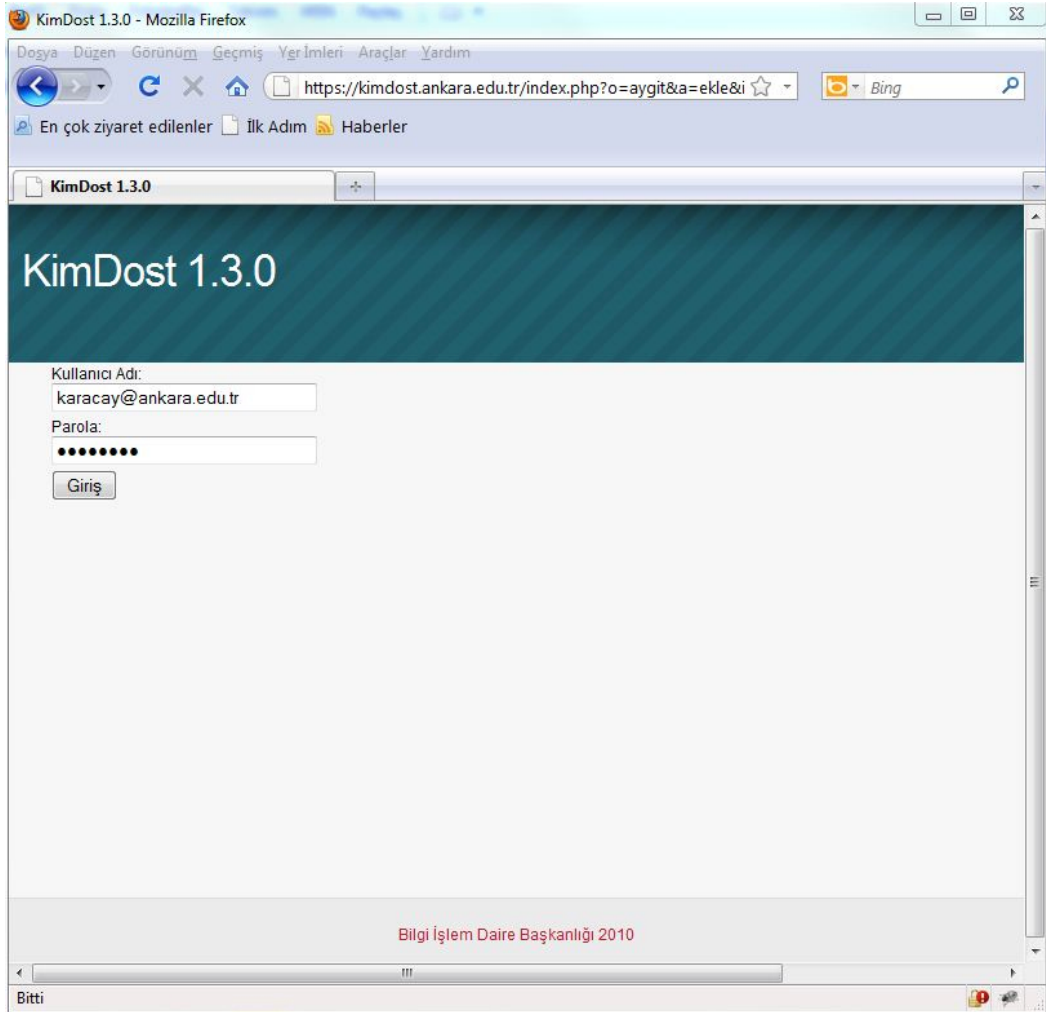 KimDost 1.3.0 - Mozilla Firefox
Dosya Düzen Görünüm Geçmiş Yer İmleri Araçlar Yardım
https://kimdost.ankara.edu.tr/index.php?o=aygit&a=ekle&i
Bing
En çok ziyaret edilenler İlk Adım Haberler
KimDost 1.3.0
KimDost 1.3.0
Kullanıcı Adı:
karacay@ankara.edu.tr
Parola:
••••••••
Giriş
Bilgi İşlem Daire Başkanlığı 2010
Bitti